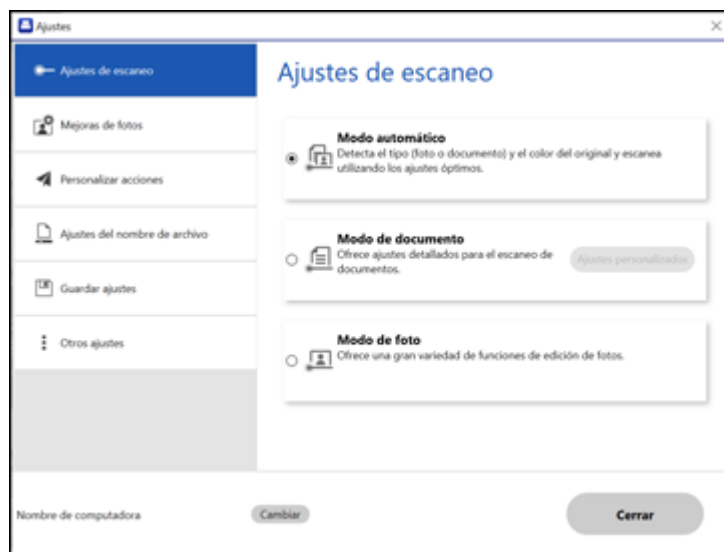 Ajustes
Ajustes de escaneo
Mejoras de fotos
Personalizar acciones
Ajustes del nombre de archivo
Guardar ajustes
Otros ajustes
Ajustes de escaneo
Modo automático
Detecta el tipo (foto o documento) y el color del original y escanea
utilizando los ajustes óptimos.
Modo de documento
Ofrece ajustes detallados para el escaneo de
documentos.
Ajustes personalizados
Modo de foto
Ofrece una gran variedad de funciones de edición de fotos.
Nombre de computadora
Cambiar
Cerrar